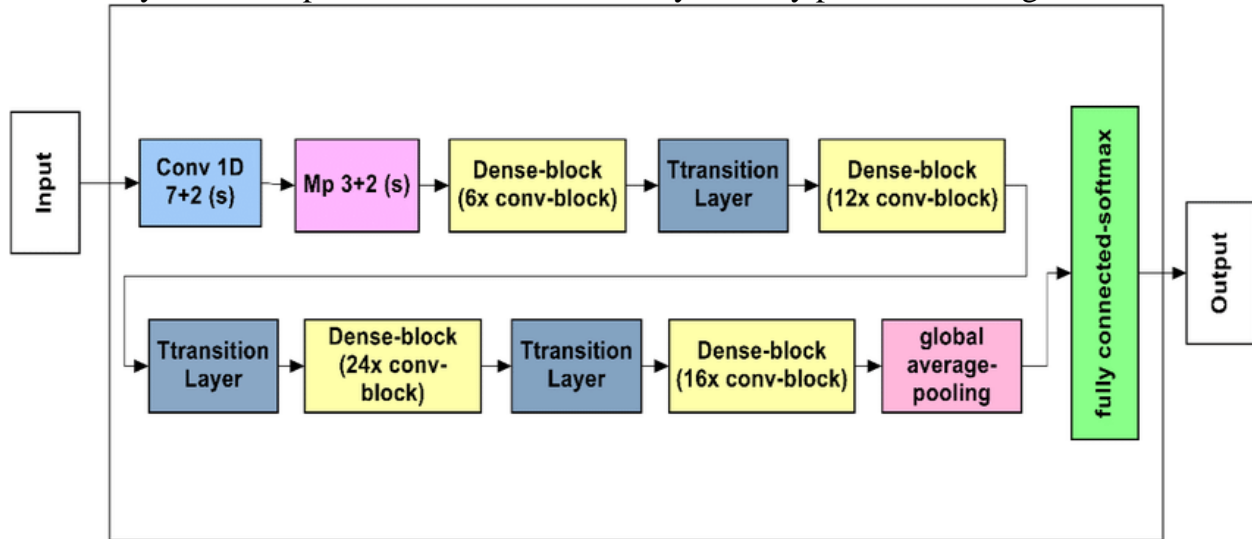 Input
Conv 1D
7+2 (s)
Mp 3+2 (s)
Dense-block
(6x conv-block)
Ttransition
Layer
Dense-block
(12x conv-block)
Ttransition
Layer
Dense-block
(24x conv-
block)
Ttransition
Layer
Dense-block
(16x conv-block)
global
average-
pooling
fully connected-softmax
Output